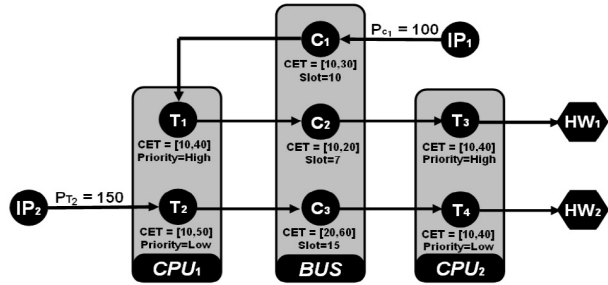 C1
PC1 = 100
IP1
CET = [10,30]
Slot=10
T1
C2
T3
HW1
CET = [10,40]
Priority=High
CET = [10,20]
Slot=7
CET = [10,40]
Priority=High
IP2
PT2 = 150
T2
C3
T4
HW2
CET = [10,50]
Priority=Low
CET = [20,60]
Slot=15
CET = [10,40]
Priority=Low
CPU1
BUS
CPU2